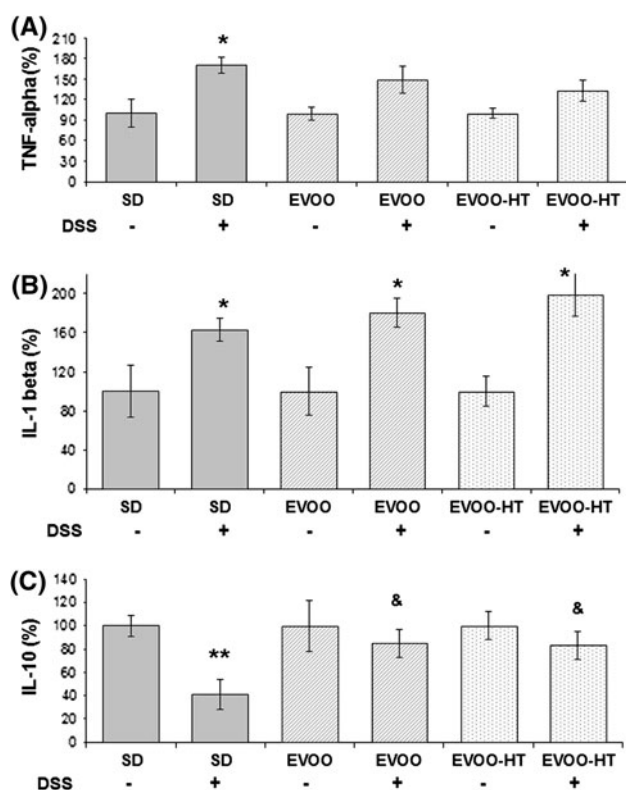 (A)
TNF-alpha (%)
210
180
150
120
90
60
30
0
*
SD SD EVOO EVOO EVOO-HT EVOO-HT
DSS - + - + - +
(B)
IL-1 beta (%)
200
160
120
80
40
0
* * *
SD SD EVOO EVOO EVOO-HT EVOO-HT
DSS - + - + - +
(C)
IL-10 (%)
140
120
100
80
60
40
20
0
** & &
SD SD EVOO EVOO EVOO-HT EVOO-HT
DSS - + - + - +